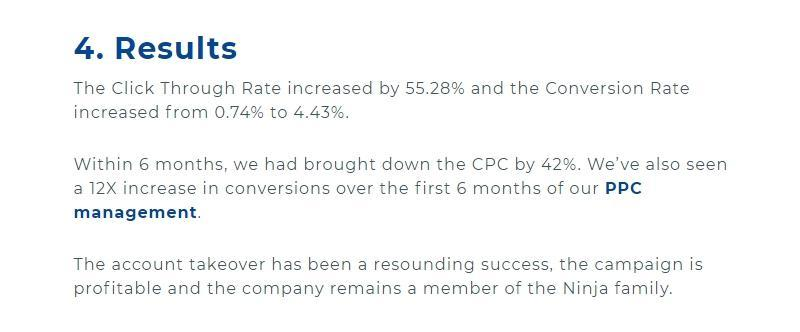 4. Results
The Click Through Rate increased by 55.28% and the Conversion Rate
increased from 0.74% to 4.43%.
Within 6 months, we had brought down the CPC by 42%. We’ve also seen
a 12X increase in conversions over the first 6 months of our PPC
management.
The account takeover has been a resounding success, the campaign is
profitable and the company remains a member of the Ninja family.